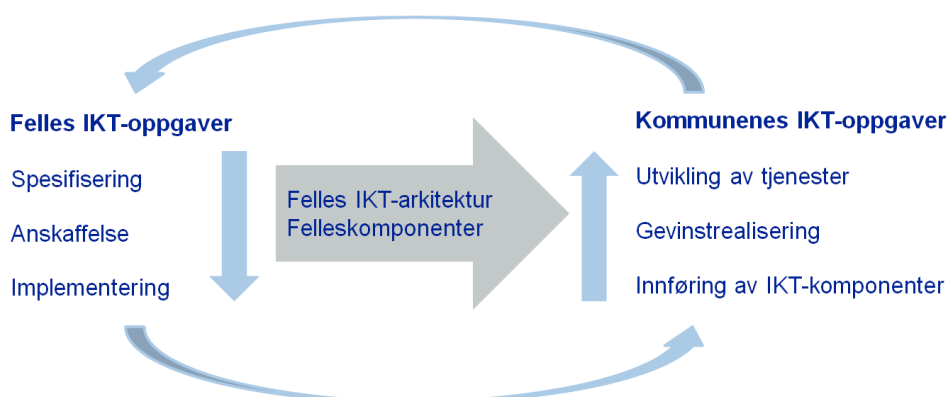 Felles IKT-oppgaver
Spesifisering
Anskaffelse
Implementering
Felles IKT-arkitektur
Felleskomponenter
Kommunenes IKT-oppgaver
Utvikling av tjenester
Gevinstrealisering
Innføring av IKT-komponenter